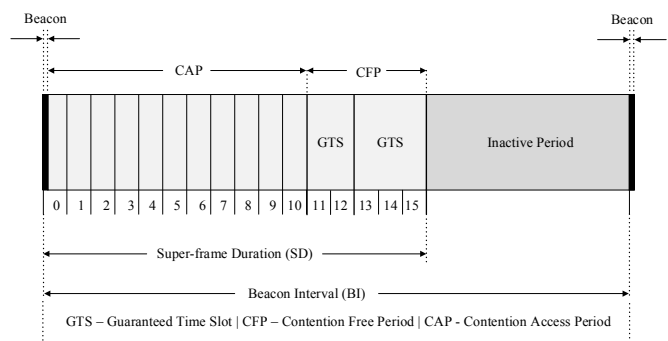 Beacon Beacon
CAP CFP
GTS GTS Inactive Period
0 1 2 3 4 5 6 7 8 9 10 11 12 13 14 15
Super-frame Duration (SD)
Beacon Interval (BI)
GTS – Guaranteed Time Slot | CFP – Contention Free Period | CAP - Contention Access Period